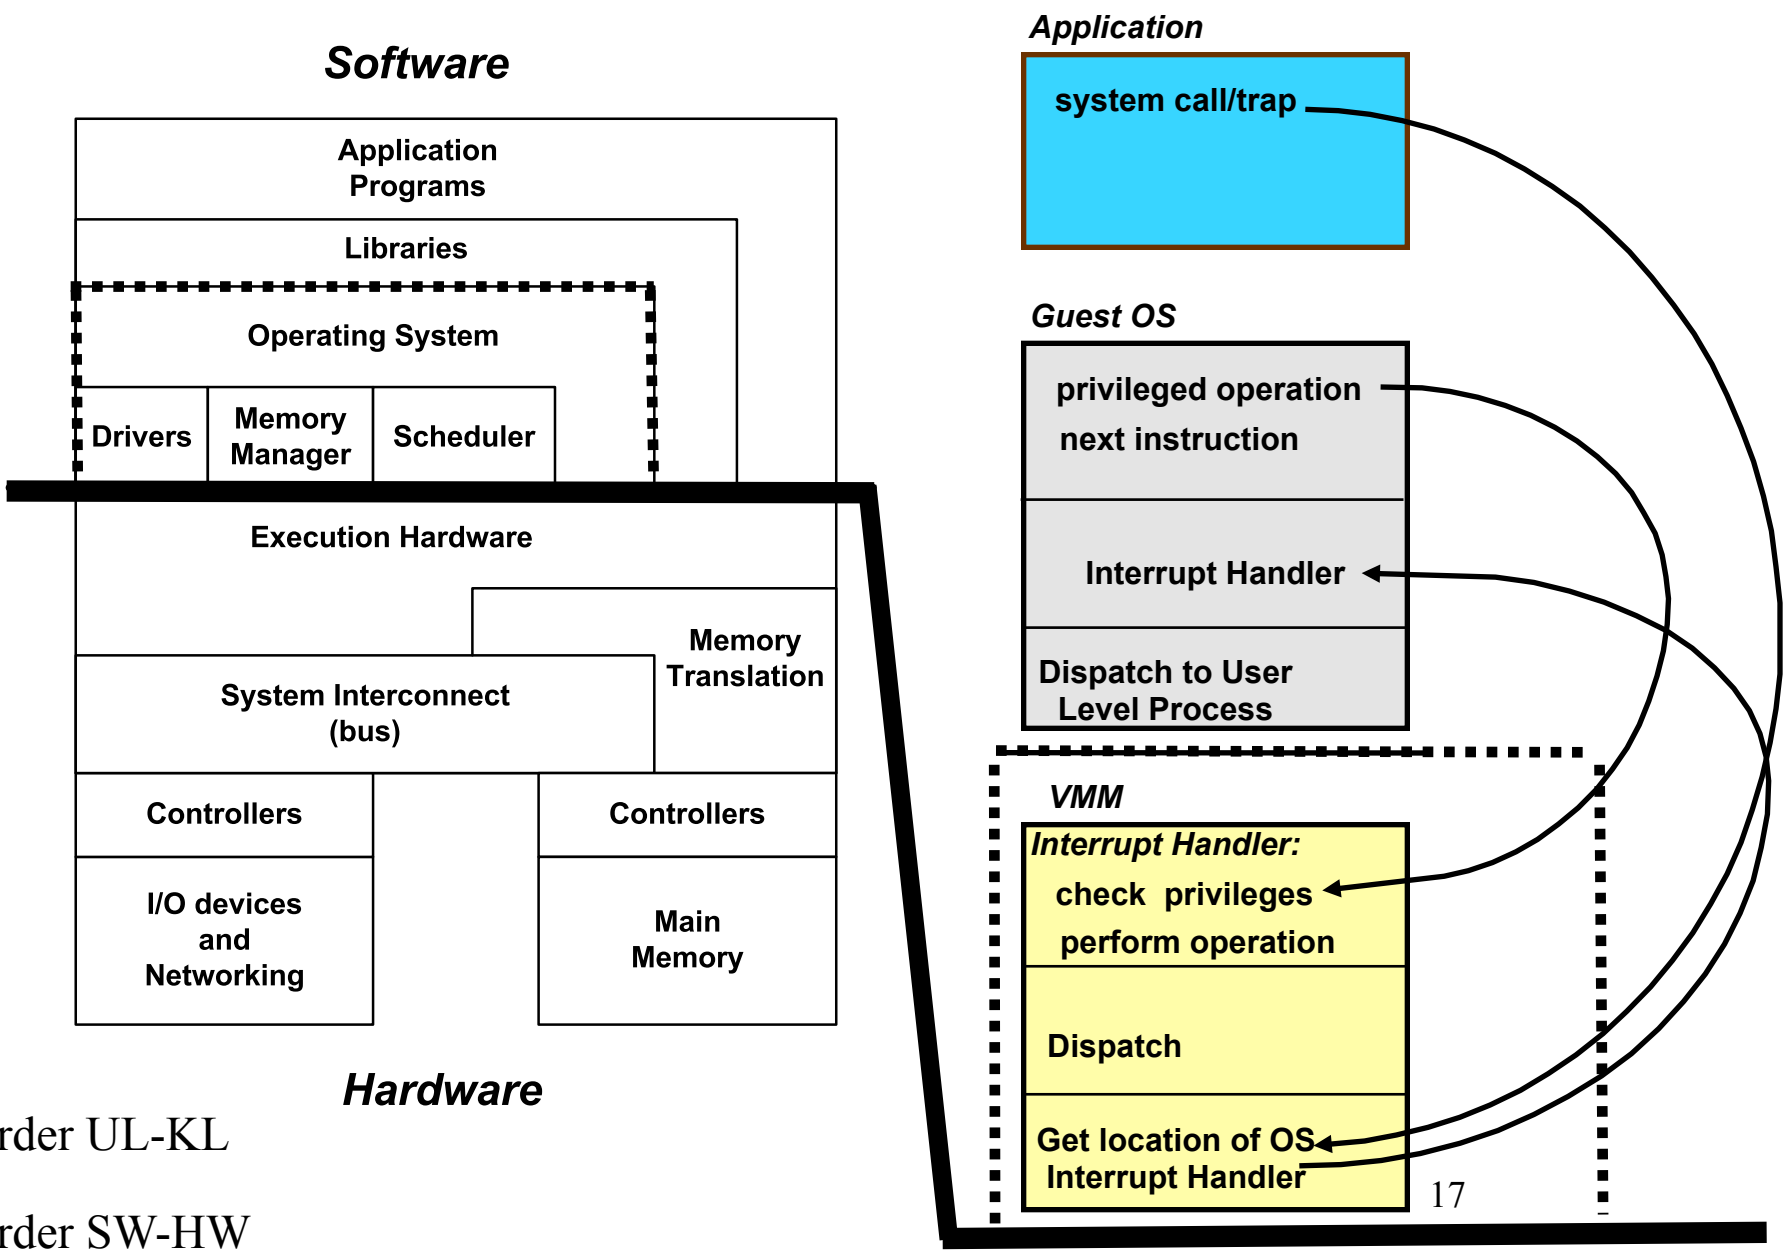 Software
Application
Programs
Libraries
Operating System
Drivers
Memory
Manager
Scheduler
Execution Hardware
Memory
Translation
System Interconnect
(bus)
Controllers
Controllers
I/O devices
and
Networking
Main
Memory
Hardware
UL-KL
SW-HW
Application
system call/trap
Guest OS
privileged operation
next instruction
Interrupt Handler
Dispatch to User
Level Process
VMM
Interrupt Handler:
check privileges
perform operation
Dispatch
Get location of OS
Interrupt Handler
17